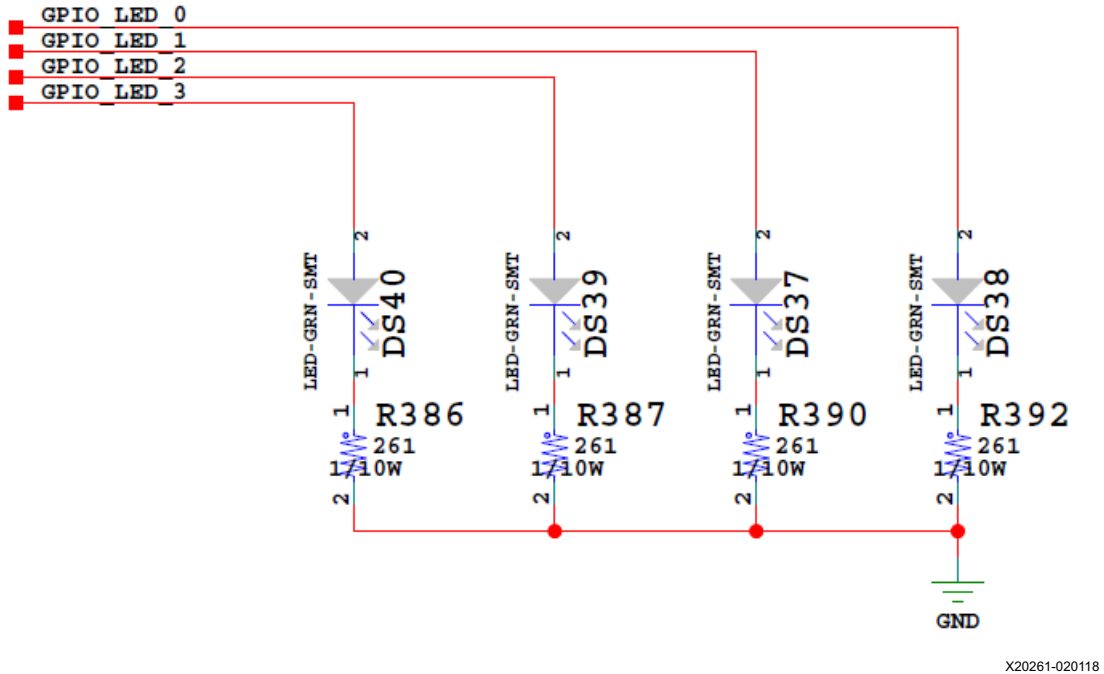 GPIO_LED_0
GPIO_LED_1
GPIO_LED_2
GPIO_LED_3
2
2
2
2
LED-GRN-SMT
DS40
LED-GRN-SMT
DS39
LED-GRN-SMT
DS37
LED-GRN-SMT
DS38
1
1
1
1
1
R386
1
R387
1
R390
1
R392
261
261
261
261
1/10W
1/10W
1/10W
1/10W
2
2
2
2
GND
X20261-020118